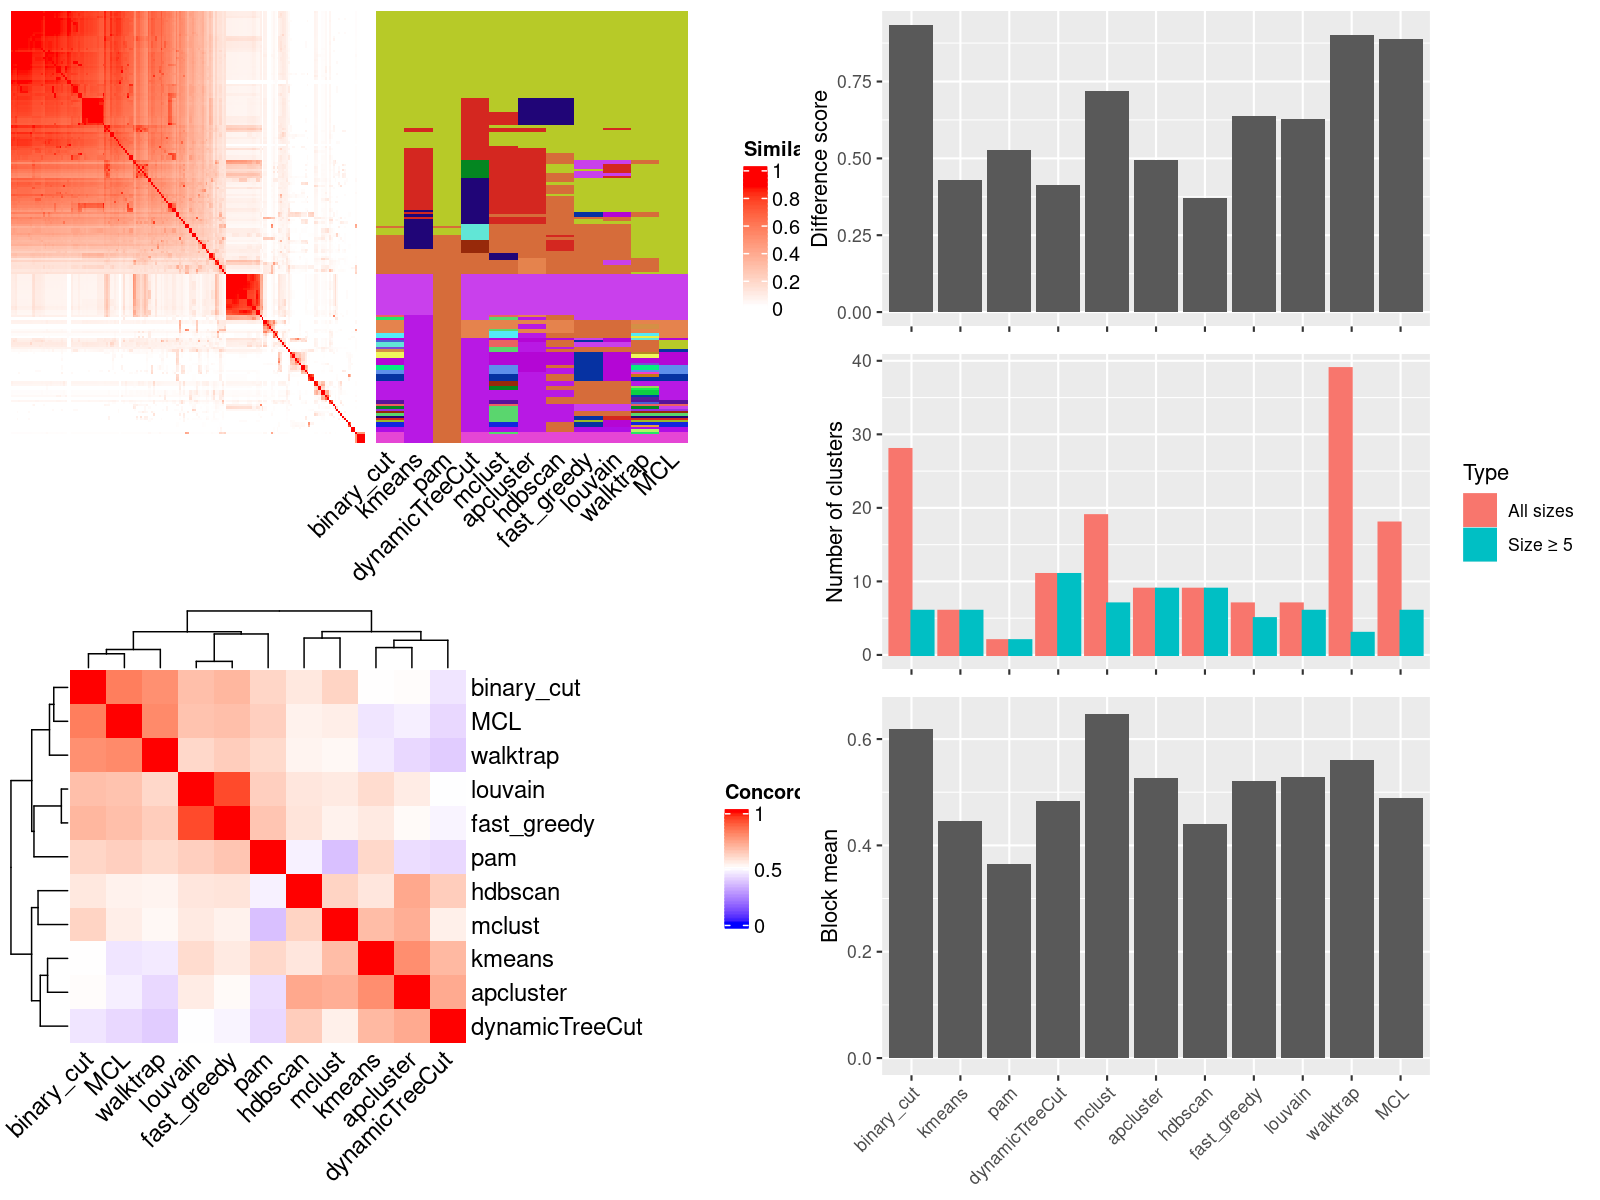 Simila
1
0.8
0.6
0.4
0.2
0
binary_cut
kmeans
pam
dynamicTreeCut
mclust
apcluster
hdbscan
fast_greedy
louvain
walktrap
MCL
Difference score
0.75
0.50
0.25
0.00
Number of clusters
40
30
20
10
0
Type
All sizes
Size ≥ 5
binary_cut
MCL
walktrap
louvain
fast_greedy
pam
hdbscan
mclust
kmeans
apcluster
dynamicTreeCut
binary_cut
MCL
walktrap
louvain
fast_greedy
pam
hdbscan
mclust
kmeans
apcluster
dynamicTreeCut
Concord
1
0.5
0
Block mean
0.6
0.4
0.2
0.0
binary_cut
kmeans
pam
dynamicTreeCut
mclust
apcluster
hdbscan
fast_greedy
louvain
walktrap
MCL